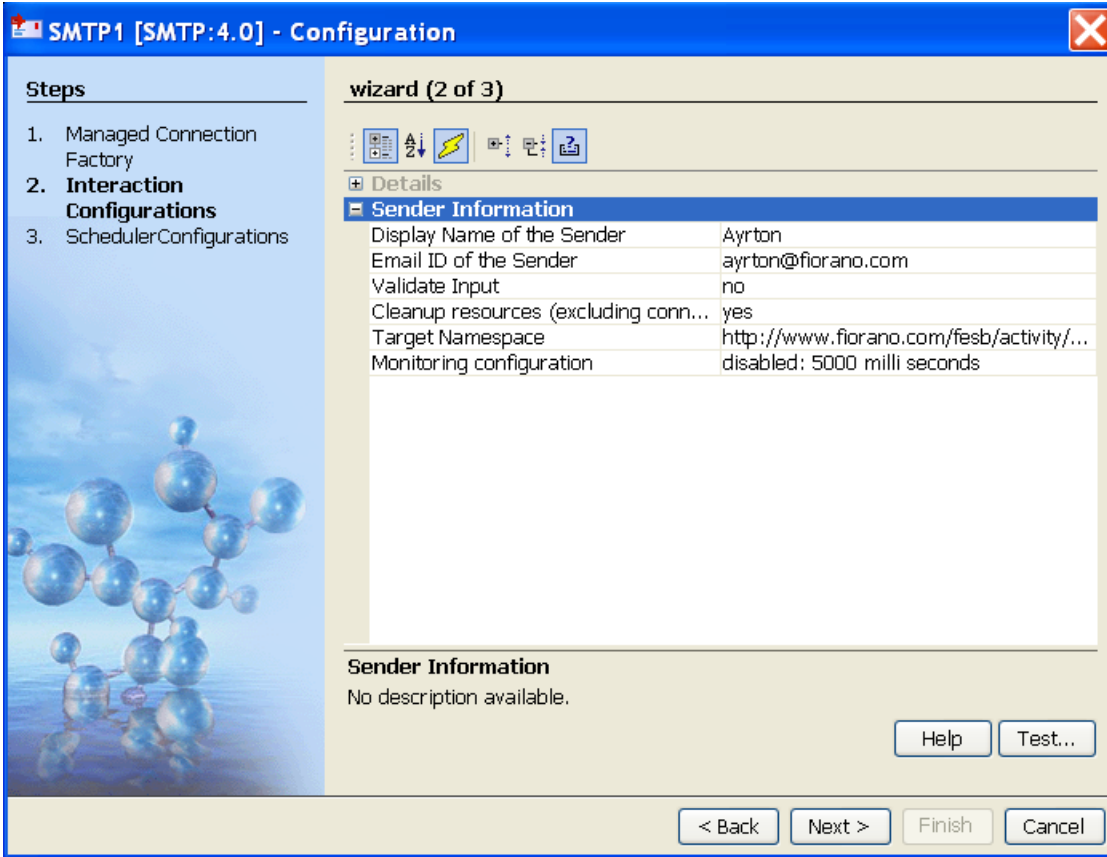 SMTP1 [SMTP:4.0] - Configuration
Steps
1. Managed Connection
Factory
2. Interaction
Configurations
3. SchedulerConfigurations
wizard (2 of 3)
Details
Sender Information
Display Name of the Sender Ayrton
Email ID of the Sender ayrton@fiorano.com
Validate Input no
Cleanup resources (excluding conn... yes
Target Namespace http://www.fiorano.com/fesb/activity/...
Monitoring configuration disabled: 5000 milli seconds
Sender Information
No description available.
Help Test...
< Back Next > Finish Cancel